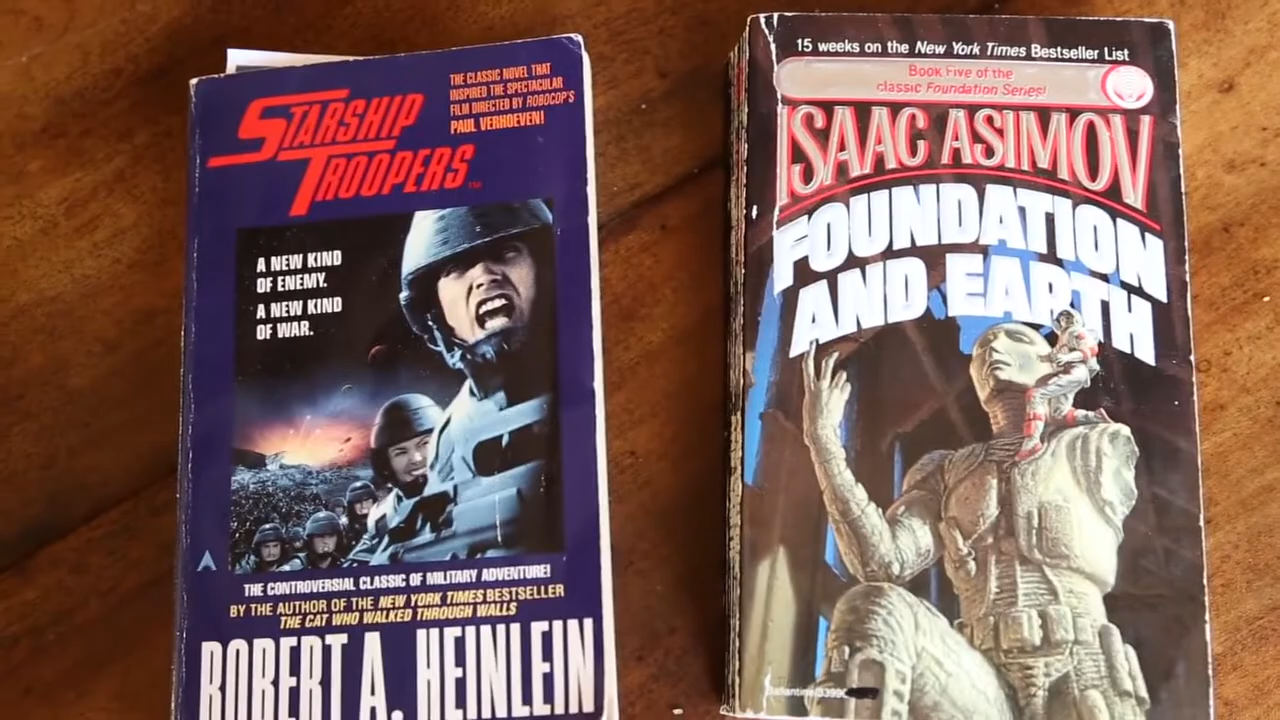 STARSHIP
TROOPERS™
THE CLASSIC NOVEL THAT
INSPIRED THE SPECTACULAR
FILM DIRECTED BY ROBOCOP'S
PAUL VERHOEVEN!
A NEW KIND
OF ENEMY.
A NEW KIND
OF WAR.
THE CONTROVERSIAL CLASSIC OF MILITARY ADVENTURE!
BY THE AUTHOR OF THE NEW YORK TIMES BESTSELLER
THE CAT WHO WALKED THROUGH WALLS
ROBERT A. HEINLEIN
15 weeks on the New York Times Bestseller List
Book Five of the
classic Foundation Series!
ISAAC ASIMOV
FOUNDATION
AND EARTH
Ballantine